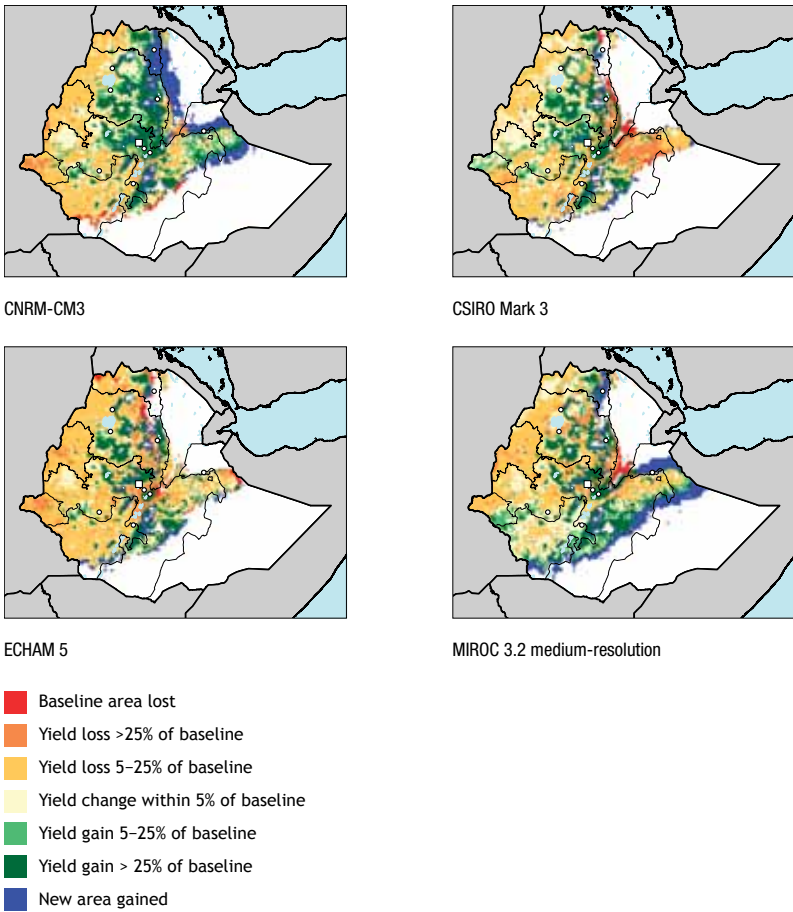 CNRM-CM3
CSIRO Mark 3
ECHAM 5
MIROC 3.2 medium-resolution
Baseline area lost
Yield loss >25% of baseline
Yield loss 5–25% of baseline
Yield change within 5% of baseline
Yield gain 5–25% of baseline
Yield gain > 25% of baseline
New area gained